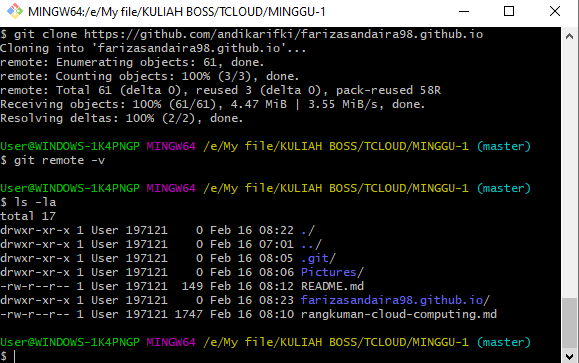 MINGW64:/e/My file/KULIAH BOSS/TCLOUD/MINGGU-1
$ git clone https://github.com/andikarifki/farizasandaira98.github.io
Cloning into 'farizasandaira98.github.io'...
remote: Enumerating objects: 61, done.
remote: Counting objects: 100% (3/3), done.
remote: Total 61 (delta 0), reused 3 (delta 0), pack-reused 58R
Receiving objects: 100% (61/61), 4.47 MiB | 3.55 MiB/s, done.
Resolving deltas: 100% (2/2), done.
User@WINDOWS-1K4PNGP MINGW64 /e/My file/KULIAH BOSS/TCLOUD/MINGGU-1 (master)
$ git remote -v
User@WINDOWS-1K4PNGP MINGW64 /e/My file/KULIAH BOSS/TCLOUD/MINGGU-1 (master)
$ ls -la
total 17
drwxr-xr-x 1 User 197121    0 Feb 16 08:22 ./
drwxr-xr-x 1 User 197121    0 Feb 16 07:01 ../
drwxr-xr-x 1 User 197121    0 Feb 16 08:05 .git/
drwxr-xr-x 1 User 197121    0 Feb 16 08:06 Pictures/
-rw-r--r-- 1 User 197121  149 Feb 16 08:12 README.md
drwxr-xr-x 1 User 197121    0 Feb 16 08:23 farizasandaira98.github.io/
-rw-r--r-- 1 User 197121 1747 Feb 16 08:10 rangkuman-cloud-computing.md
User@WINDOWS-1K4PNGP MINGW64 /e/My file/KULIAH BOSS/TCLOUD/MINGGU-1 (master)
$